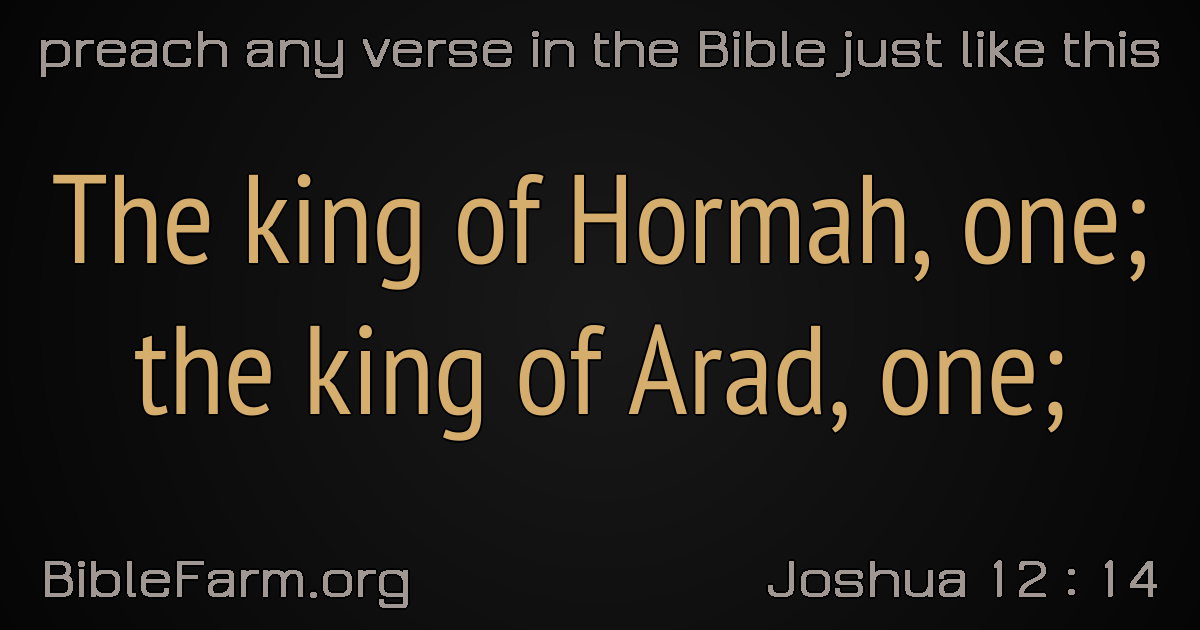 preach any verse in the Bible just like this
The king of Hormah, one;
the king of Arad, one;
BibleFarm.org
Joshua 12 : 14